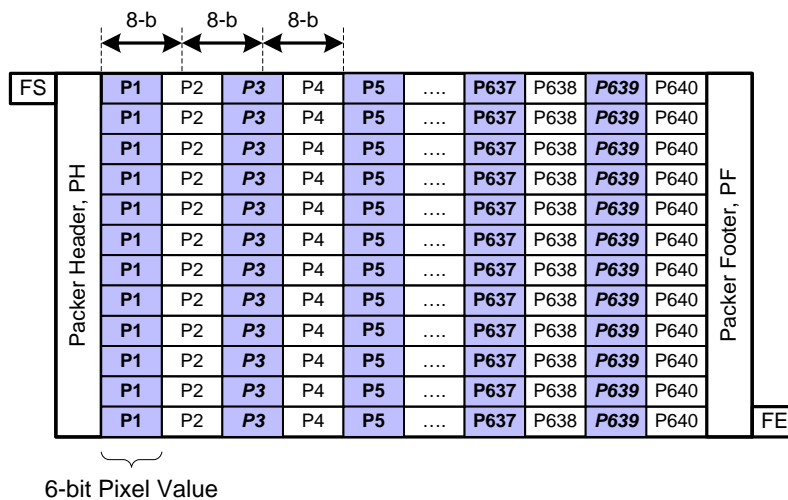 8-b 8-b 8-b
FS P1 P2 P3 P4 P5 .... P637 P638 P639 P640
P1 P2 P3 P4 P5 .... P637 P638 P639 P640
P1 P2 P3 P4 P5 .... P637 P638 P639 P640
P1 P2 P3 P4 P5 .... P637 P638 P639 P640
P1 P2 P3 P4 P5 .... P637 P638 P639 P640
P1 P2 P3 P4 P5 .... P637 P638 P639 P640
P1 P2 P3 P4 P5 .... P637 P638 P639 P640
P1 P2 P3 P4 P5 .... P637 P638 P639 P640
P1 P2 P3 P4 P5 .... P637 P638 P639 P640
P1 P2 P3 P4 P5 .... P637 P638 P639 P640
P1 P2 P3 P4 P5 .... P637 P638 P639 P640
P1 P2 P3 P4 P5 .... P637 P638 P639 P640 FE
Packer Header, PH
Packer Footer, PF
6-bit Pixel Value